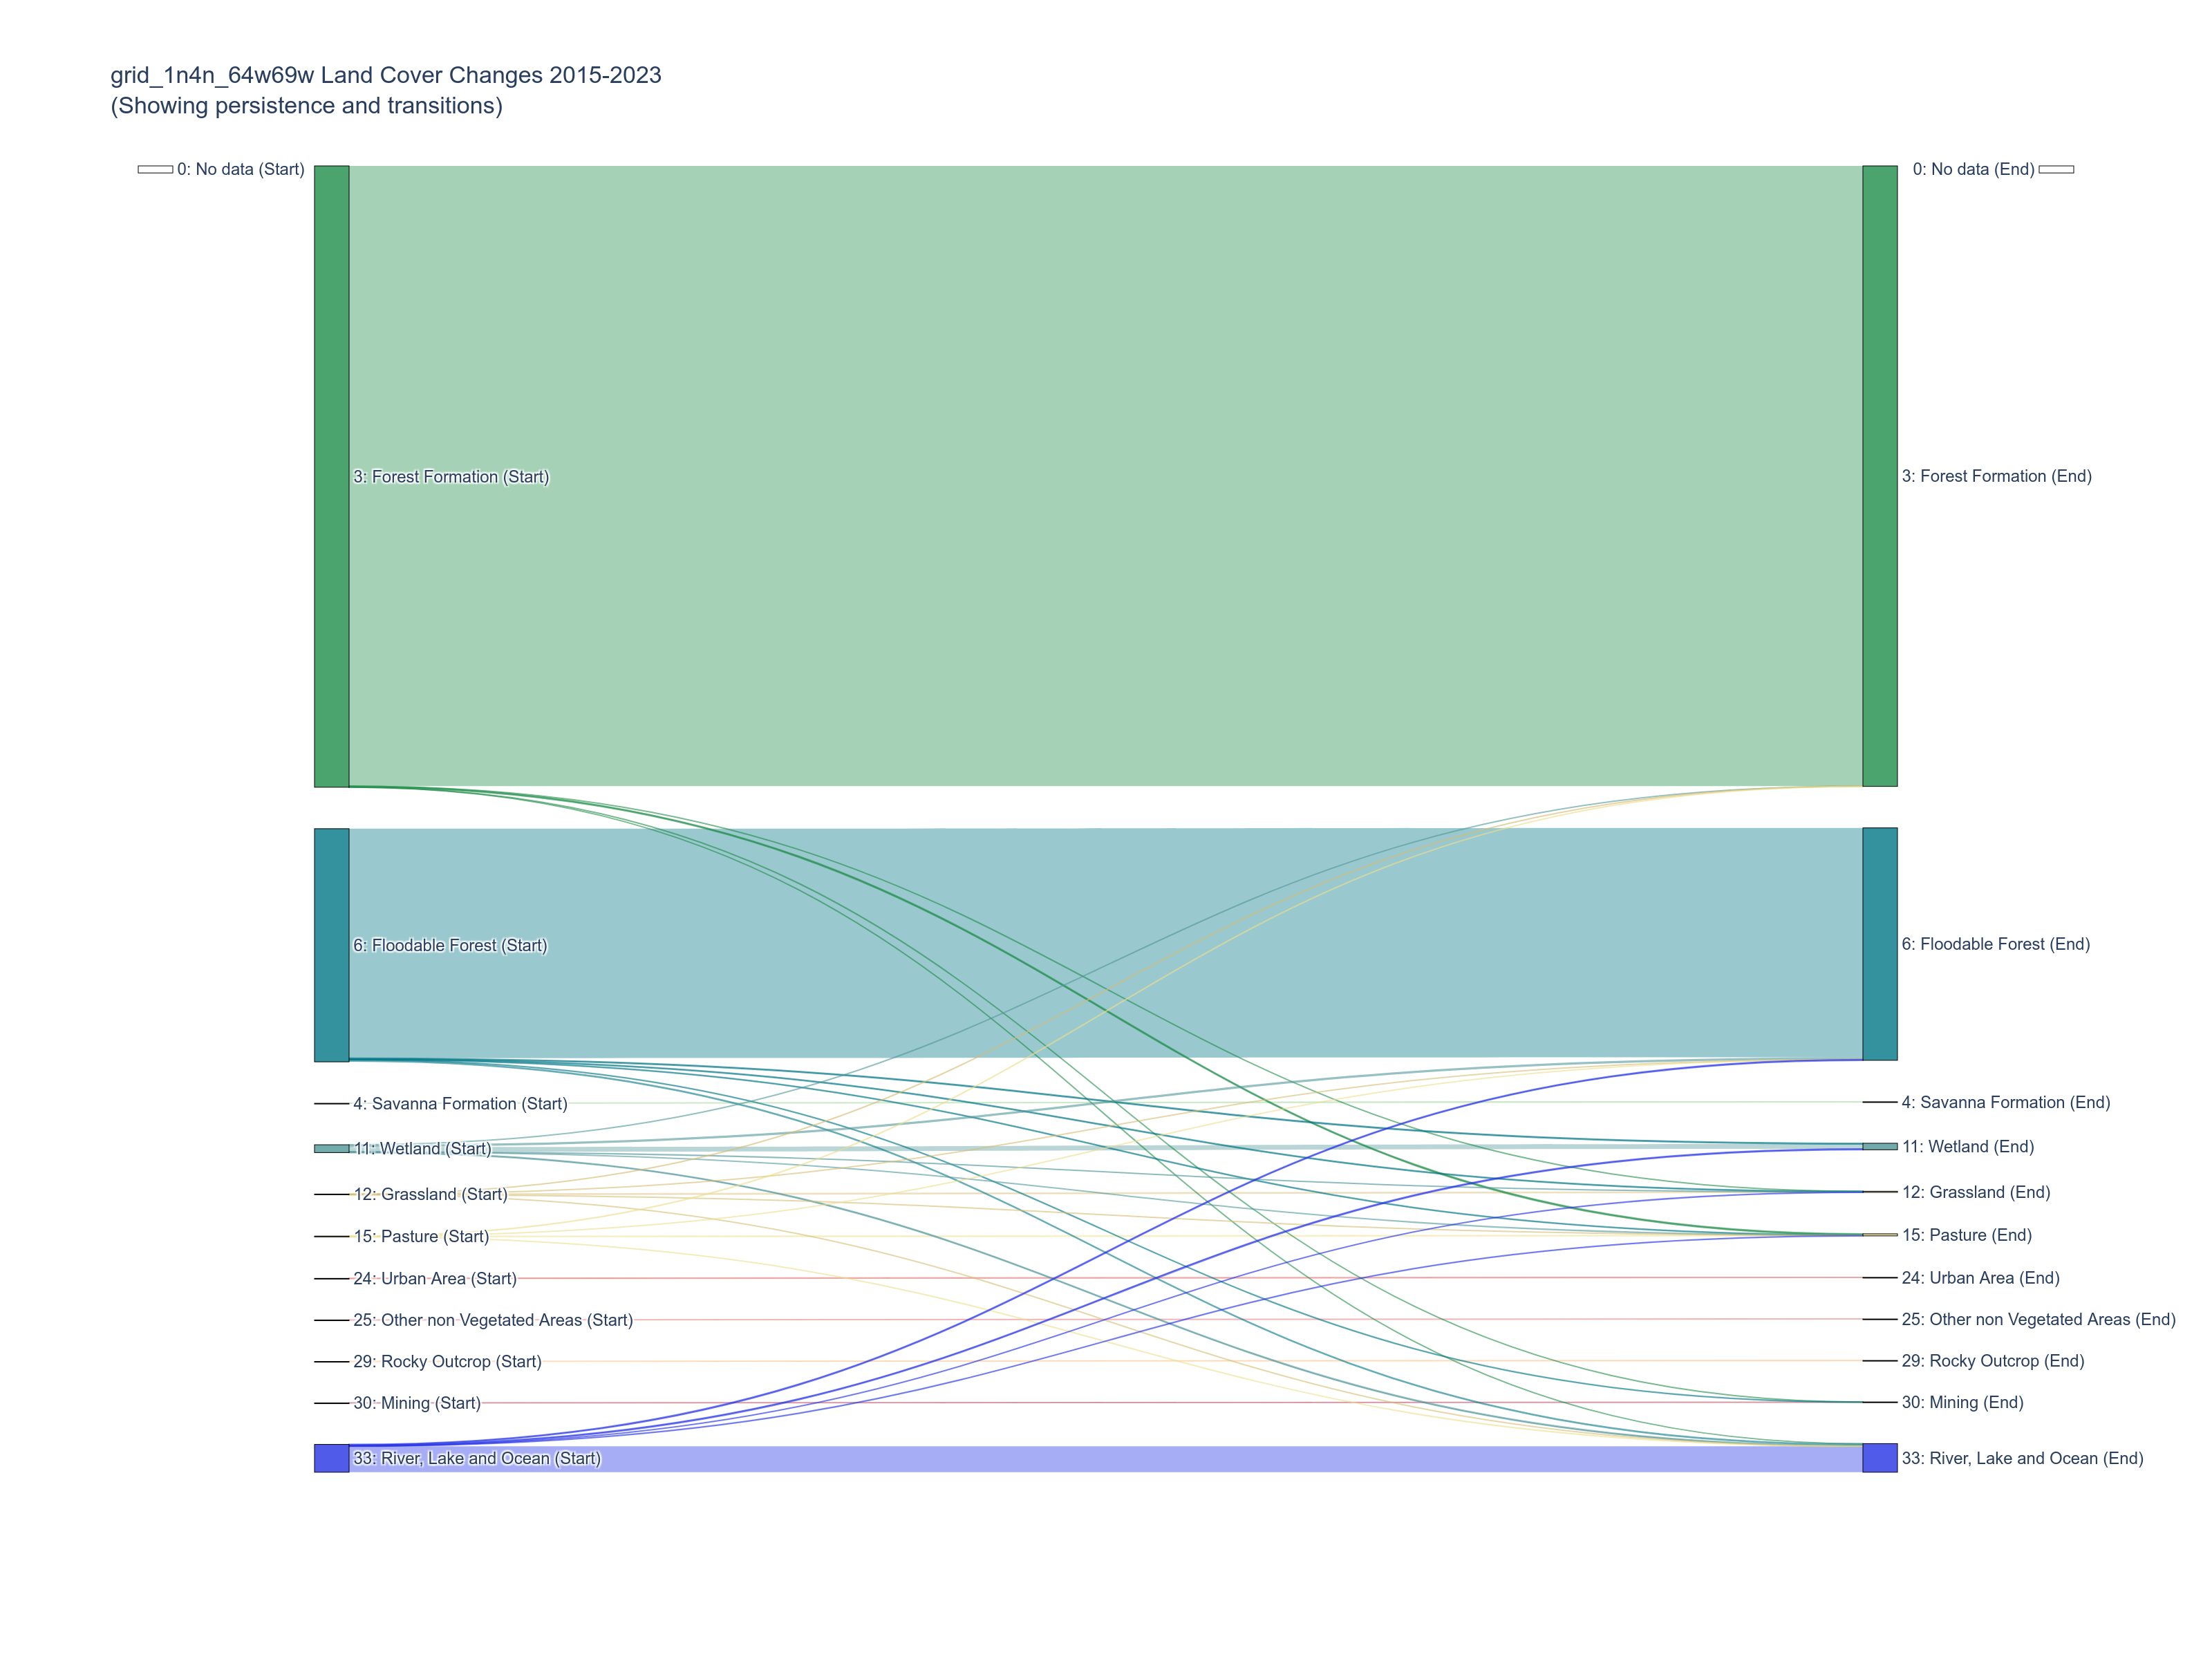 grid_1n4n_64w69w Land Cover Changes 2015-2023
(Showing persistence and transitions)
0: No data (Start)
0: No data (End)
3: Forest Formation (Start)
3: Forest Formation (End)
6: Floodable Forest (Start)
6: Floodable Forest (End)
4: Savanna Formation (Start)
4: Savanna Formation (End)
11: Wetland (Start)
11: Wetland (End)
12: Grassland (Start)
12: Grassland (End)
15: Pasture (Start)
15: Pasture (End)
24: Urban Area (Start)
24: Urban Area (End)
25: Other non Vegetated Areas (Start)
25: Other non Vegetated Areas (End)
29: Rocky Outcrop (Start)
29: Rocky Outcrop (End)
30: Mining (Start)
30: Mining (End)
33: River, Lake and Ocean (Start)
33: River, Lake and Ocean (End)